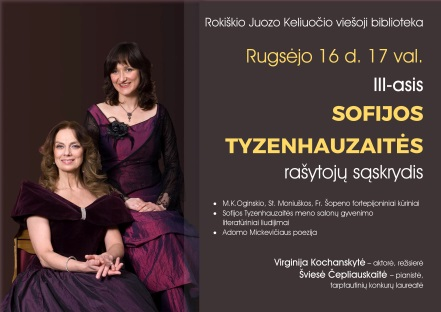 Rokiškio Juozo Keliuočio viešoji biblioteka
Rugsėjo 16 d. 17 val.
III-asis
SOFIJOS
TYZENHAUZAITĖS
rašytojų sąskrydis
• M.K.Oginskio, St. Moniuškos, Fr. Šopeno fortepijoniniai kūriniai
• Sofijos Tyzenhauzaitės meno salonų gyvenimo
literatūriniai liudijimai
• Adomo Mickevičiaus poezija
Virginija Kochanskytė – aktorė, režisierė
Šviesė Čepliauskaitė – pianistė,
tarptautinių konkursų laureatė